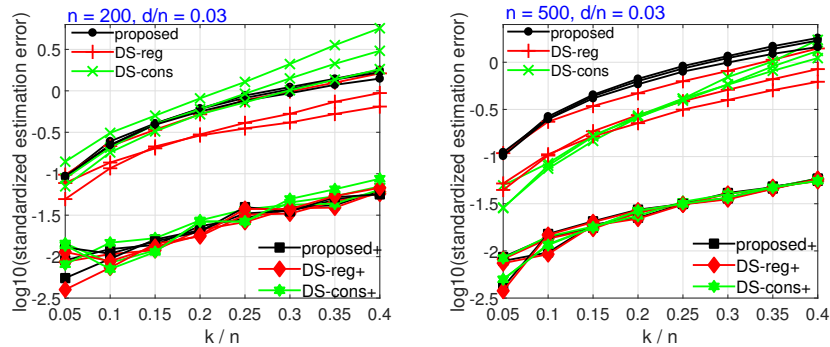 n = 200, d/n = 0.03
log10(standardized estimation error)
0.5
0
-0.5
-1
-1.5
-2
-2.5
proposed
DS-reg
DS-cons
proposed+
DS-reg+
DS-cons+
0.05 0.1 0.15 0.2 0.25 0.3 0.35 0.4
k / n
n = 500, d/n = 0.03
log10(standardized estimation error)
0.5
0
-0.5
-1
-1.5
-2
-2.5
proposed
DS-reg
DS-cons
proposed+
DS-reg+
DS-cons+
0.05 0.1 0.15 0.2 0.25 0.3 0.35 0.4
k / n